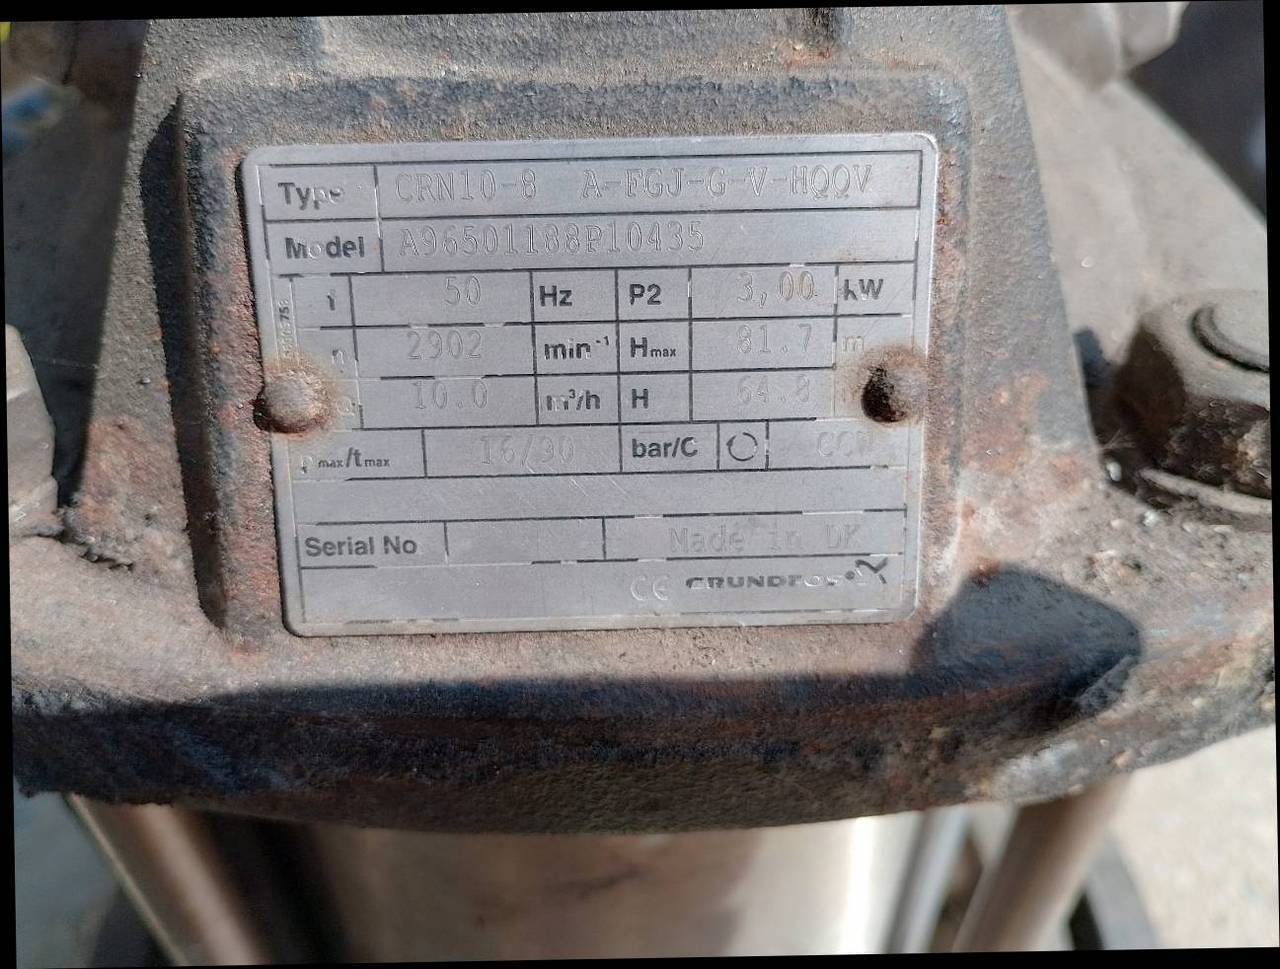 Type CRN10-8 A-FGJ-G-V-HQQV
Model A96501188P10435
f 50 Hz P2 3,00 kW
n 2902 min⁻¹ Hmax 81.7 m
10.0 m³/h H 64.8
pmax/tmax 16/90 bar/C CCW
Serial No Made in DK
CE GRUNDFOS